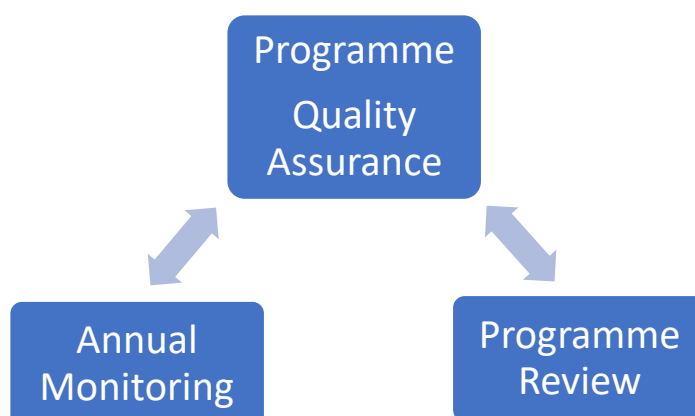 Programme
Quality
Assurance
Annual
Monitoring
Programme
Review